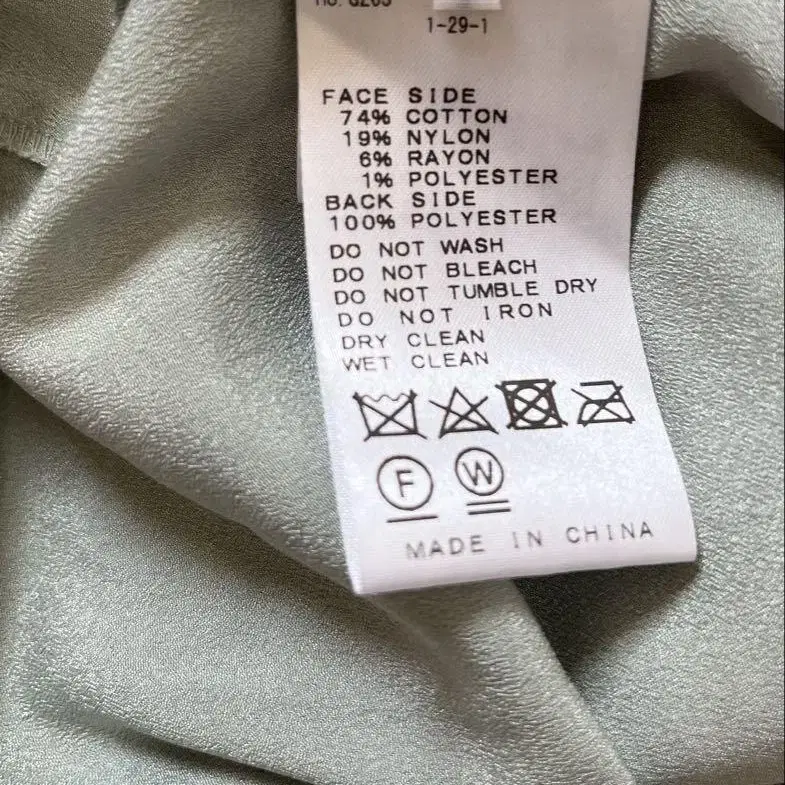 1-29-1
FACE SIDE
74% COTTON
19% NYLON
6% RAYON
1% POLYESTER
BACK SIDE
100% POLYESTER
DO NOT WASH
DO NOT BLEACH
DO NOT TUMBLE DRY
DO NOT IRON
DRY CLEAN
WET CLEAN
F W
MADE IN CHINA